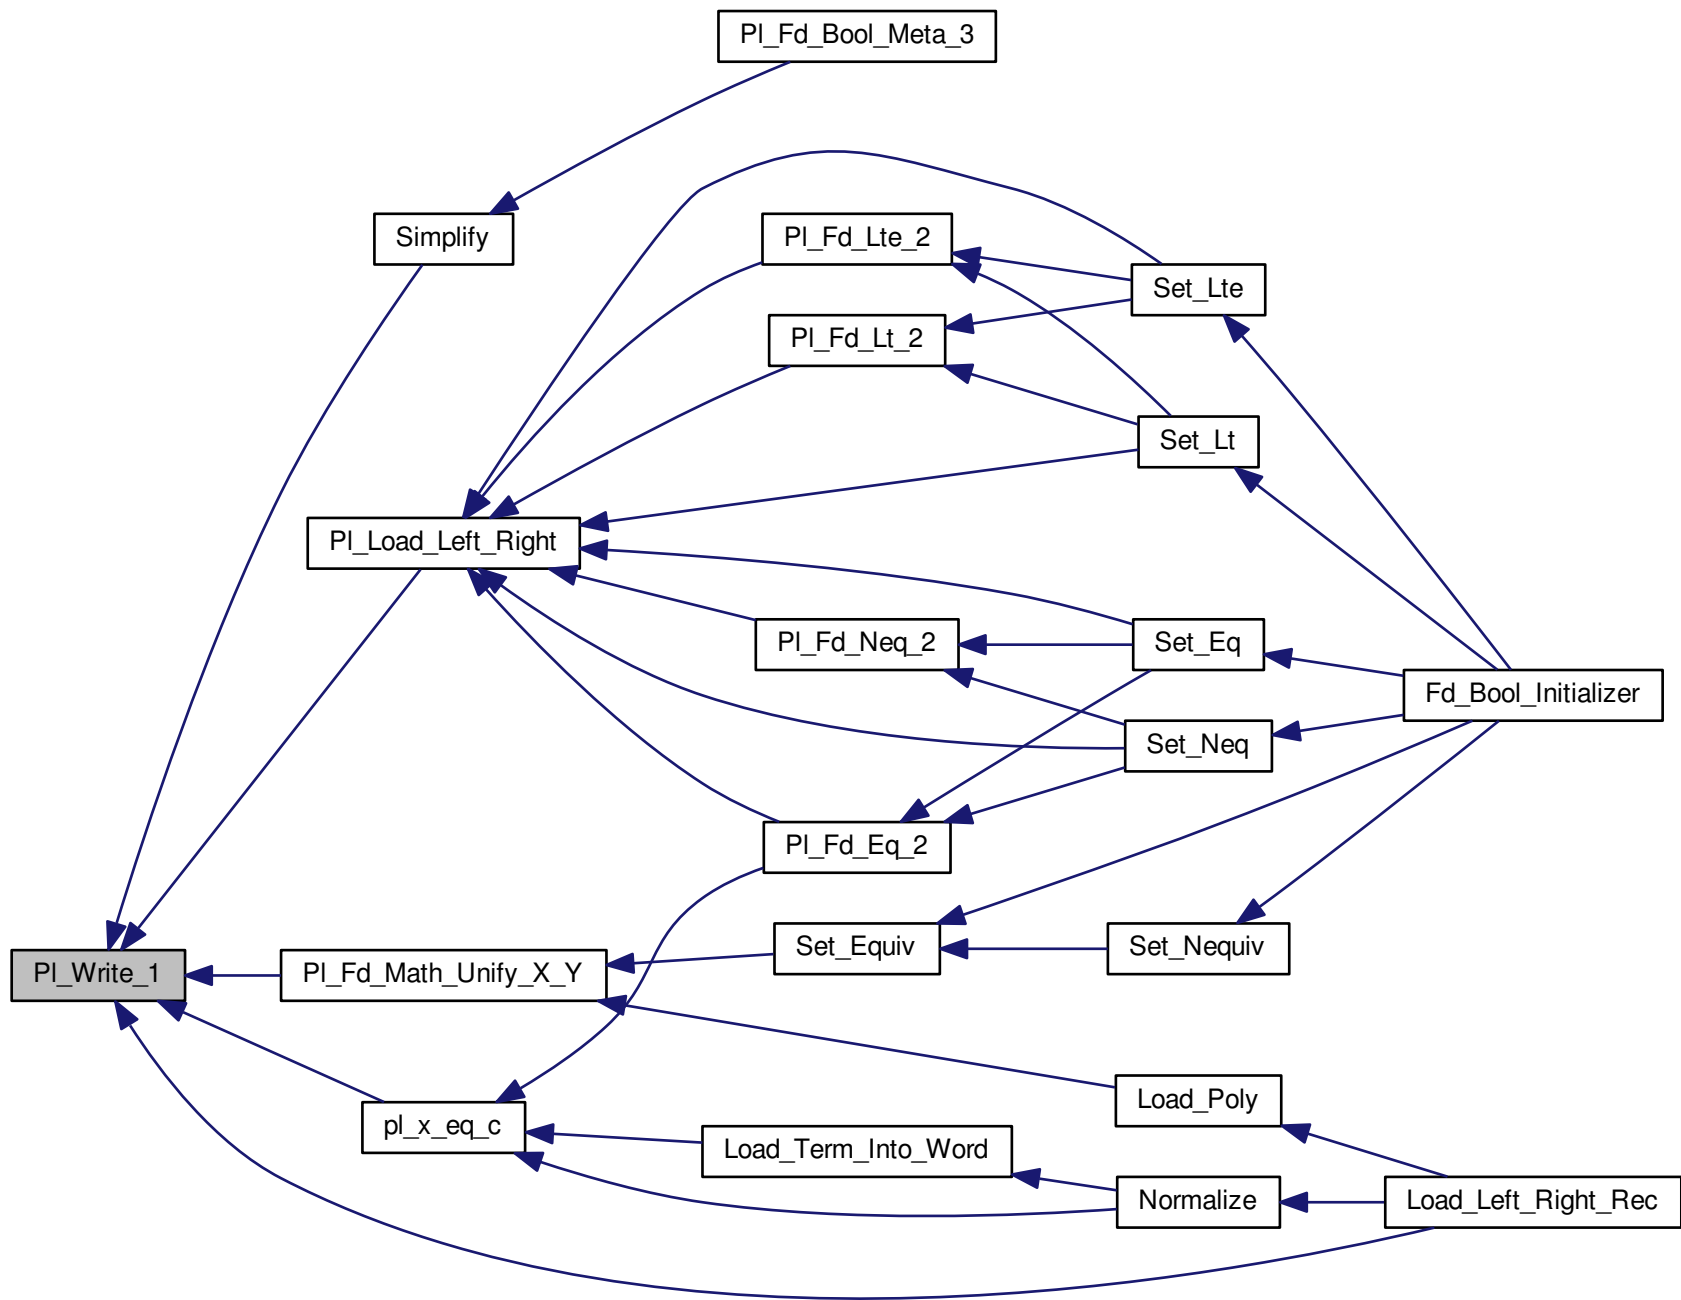 Pl_Fd_Bool_Meta_3
Simplify
Pl_Fd_Lte_2
Set_Lte
Pl_Fd_Lt_2
Set_Lt
Pl_Load_Left_Right
Pl_Fd_Neq_2
Set_Eq
Fd_Bool_Initializer
Set_Neq
Pl_Fd_Eq_2
Set_Equiv
Set_Nequiv
Pl_Write_1
Pl_Fd_Math_Unify_X_Y
Load_Poly
pl_x_eq_c
Load_Term_Into_Word
Normalize
Load_Left_Right_Rec